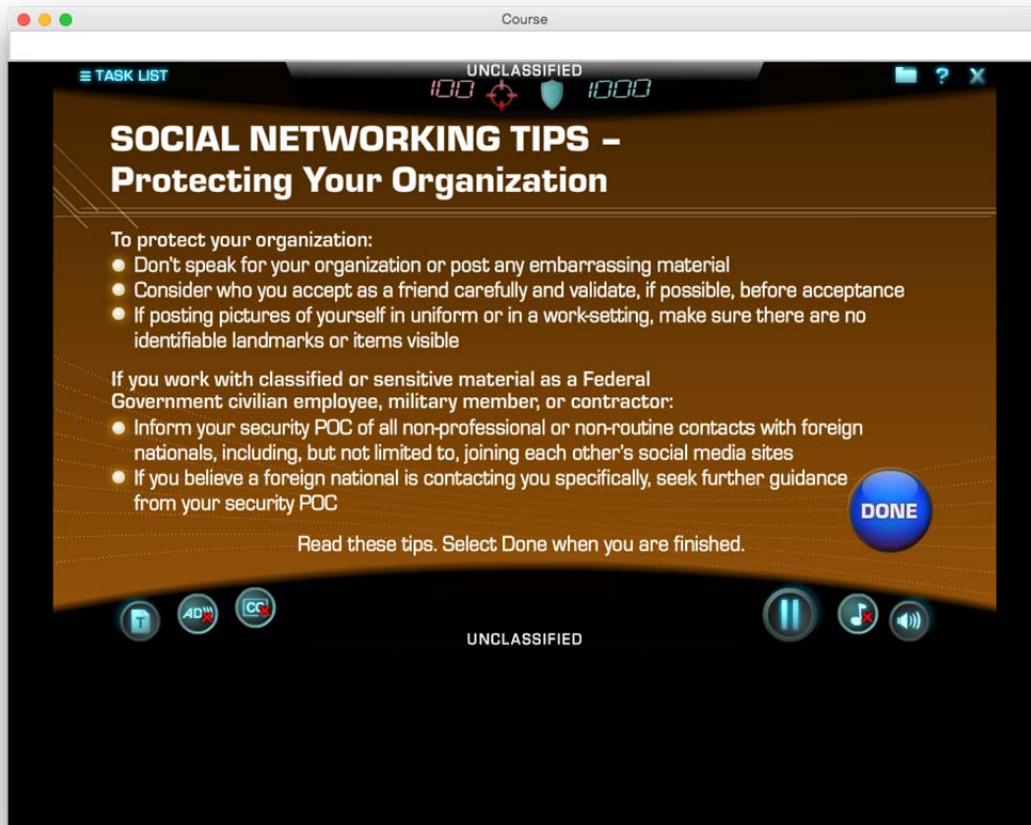 Course
≡ TASK LIST
UNCLASSIFIED
? X
100 1000
SOCIAL NETWORKING TIPS –
Protecting Your Organization
To protect your organization:
Don't speak for your organization or post any embarrassing material
Consider who you accept as a friend carefully and validate, if possible, before acceptance
If posting pictures of yourself in uniform or in a work-setting, make sure there are no
identifiable landmarks or items visible
If you work with classified or sensitive material as a Federal
Government civilian employee, military member, or contractor:
Inform your security POC of all non-professional or non-routine contacts with foreign
nationals, including, but not limited to, joining each other's social media sites
If you believe a foreign national is contacting you specifically, seek further guidance
from your security POC
DONE
Read these tips. Select Done when you are finished.
T
AD
CC
UNCLASSIFIED